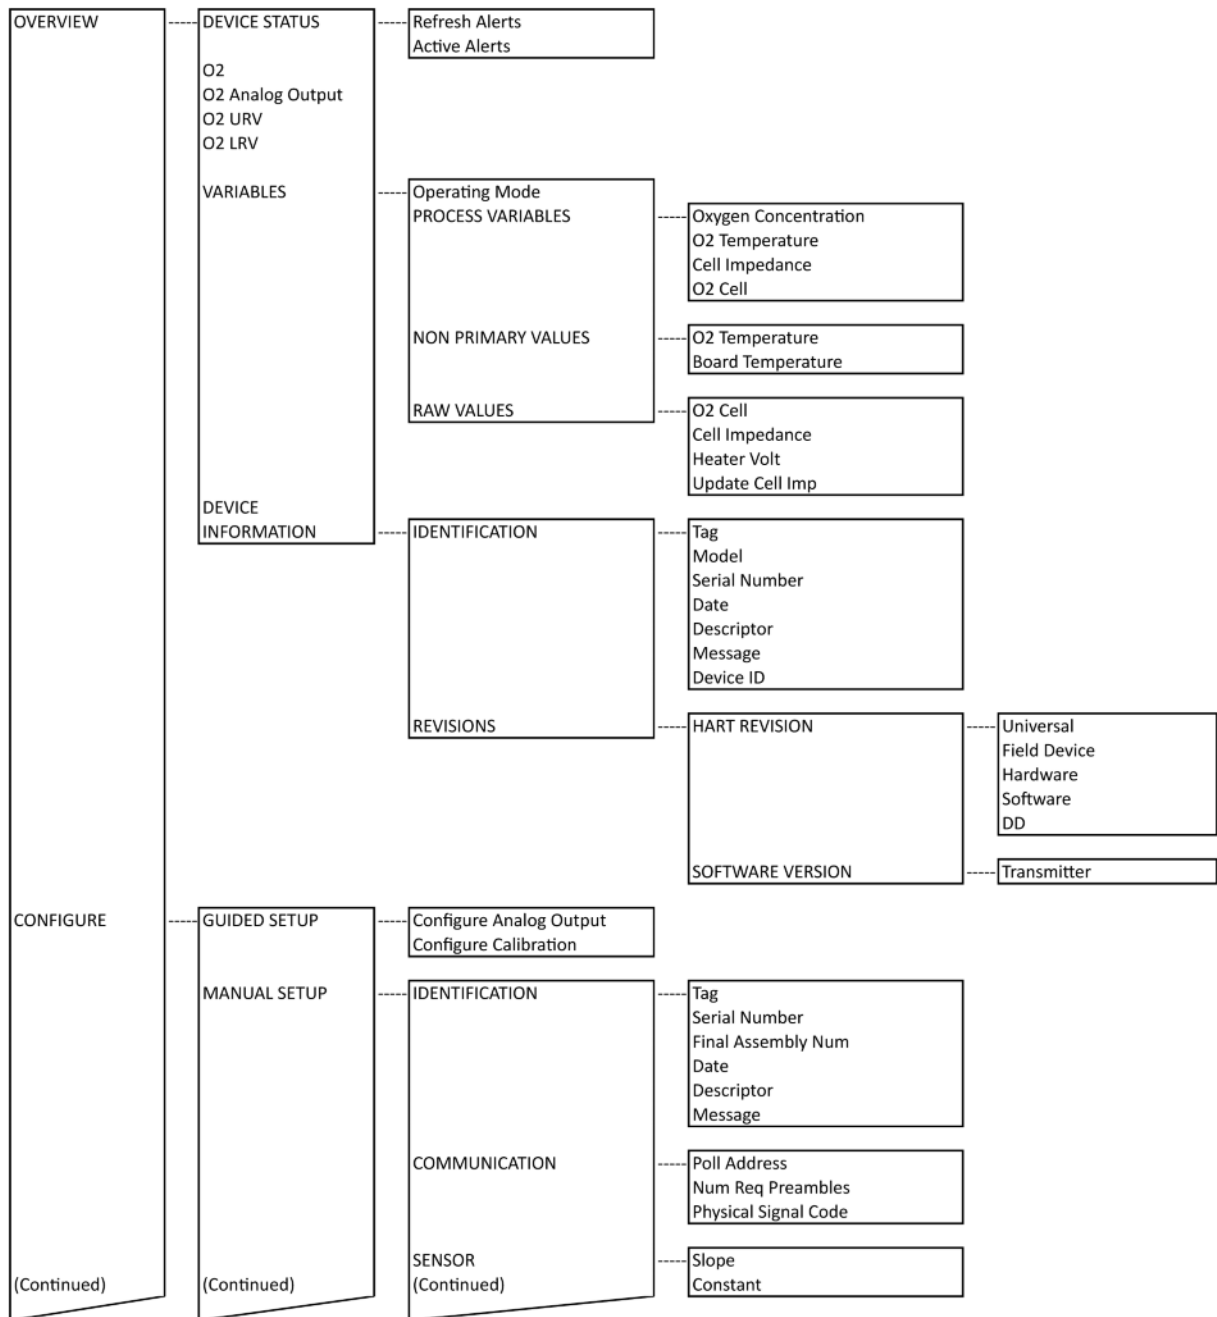 OVERVIEW
DEVICE STATUS
Refresh Alerts
Active Alerts
O2
O2 Analog Output
O2 URV
O2 LRV
VARIABLES
Operating Mode
PROCESS VARIABLES
Oxygen Concentration
O2 Temperature
Cell Impedance
O2 Cell
NON PRIMARY VALUES
O2 Temperature
Board Temperature
RAW VALUES
O2 Cell
Cell Impedance
Heater Volt
Update Cell Imp
DEVICE
INFORMATION
IDENTIFICATION
Tag
Model
Serial Number
Date
Descriptor
Message
Device ID
REVISIONS
HART REVISION
Universal
Field Device
Hardware
Software
DD
SOFTWARE VERSION
Transmitter
CONFIGURE
GUIDED SETUP
Configure Analog Output
Configure Calibration
MANUAL SETUP
IDENTIFICATION
Tag
Serial Number
Final Assembly Num
Date
Descriptor
Message
COMMUNICATION
Poll Address
Num Req Preambles
Physical Signal Code
SENSOR
Slope
Constant
(Continued)
(Continued)
(Continued)